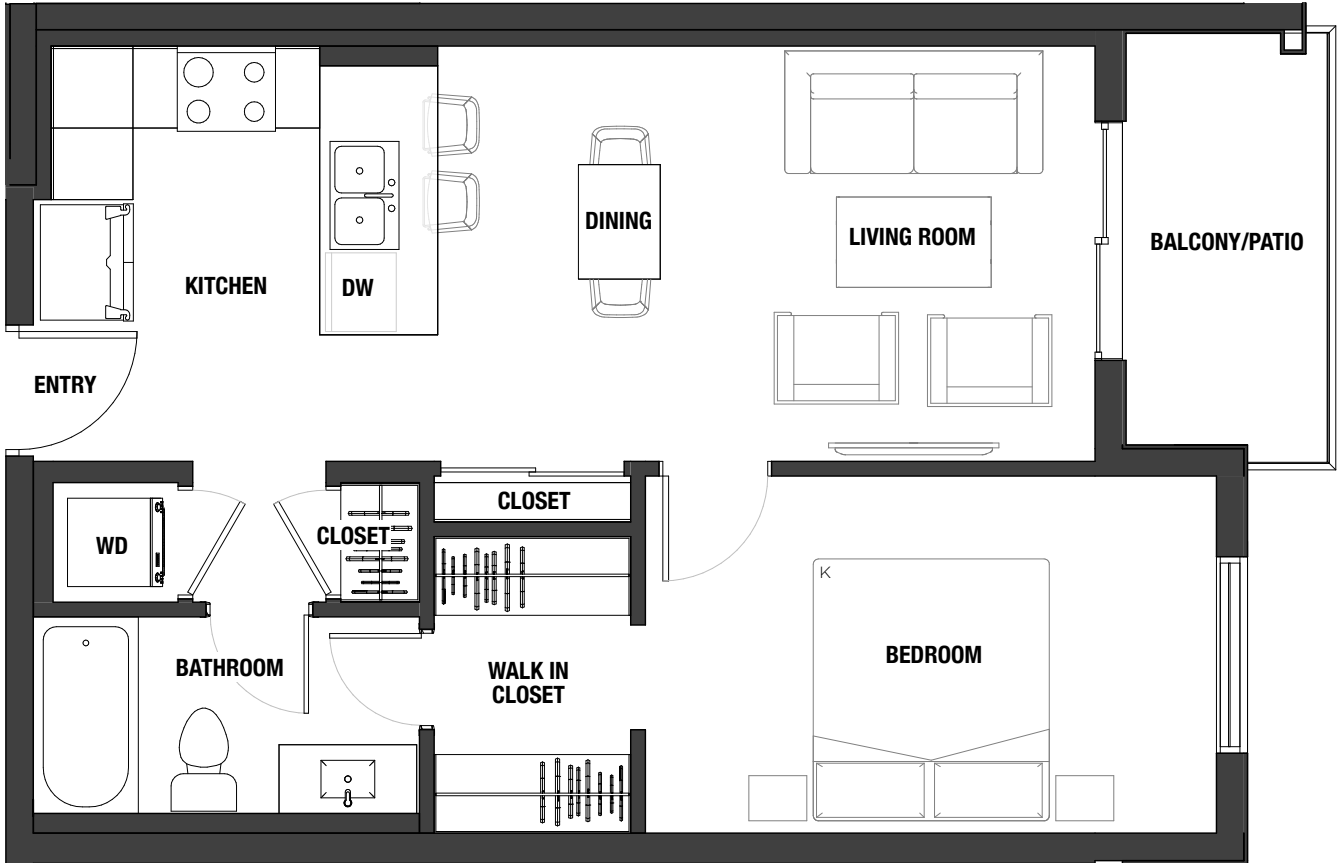 DINING
LIVING ROOM
BALCONY/PATIO
KITCHEN
DW
ENTRY
CLOSET
CLOSET
WD
K
BATHROOM
WALK IN
CLOSET
BEDROOM